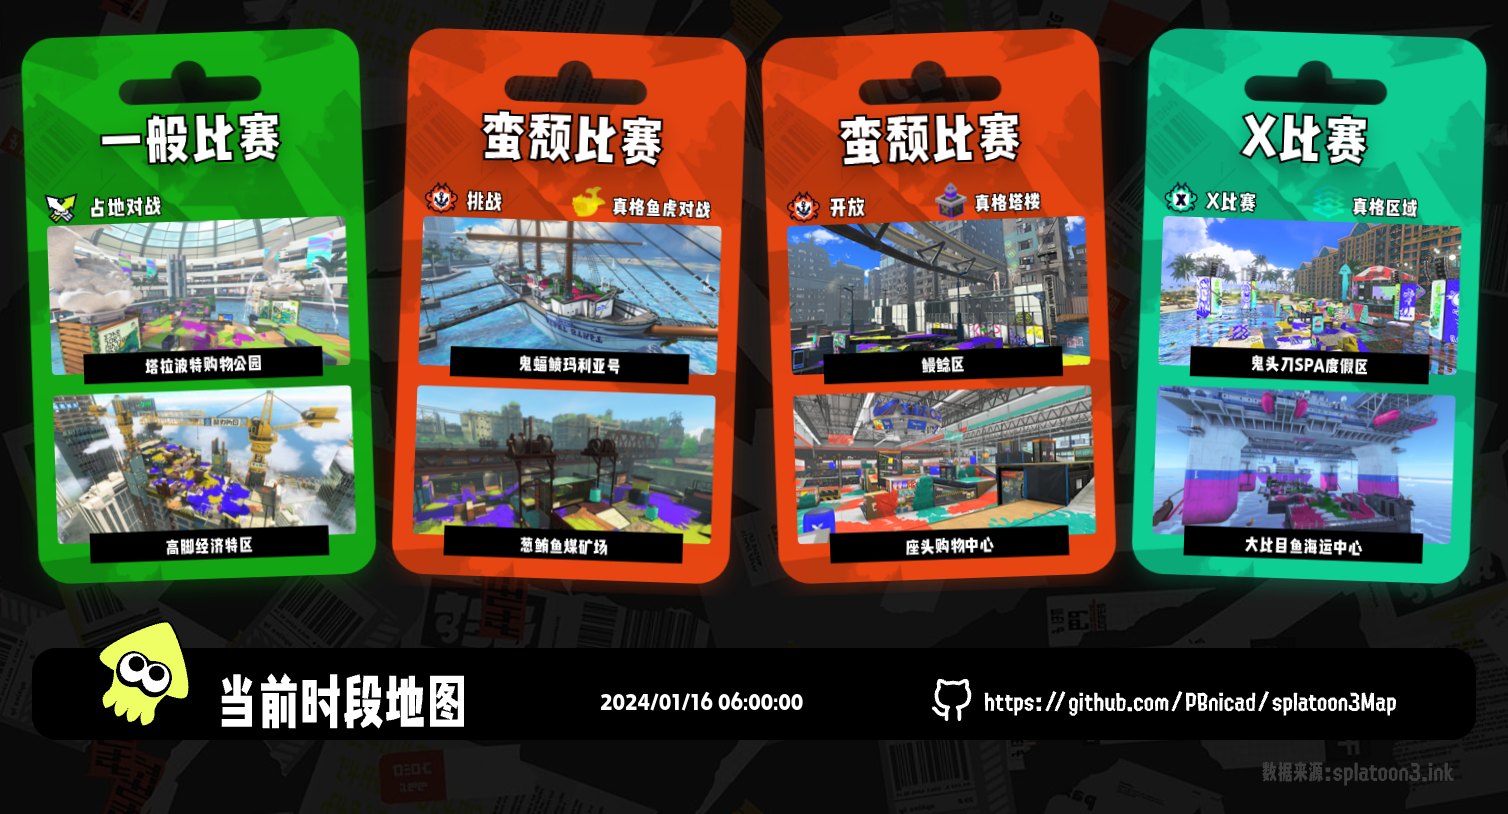 一般比赛
占地对战
塔拉波特购物公园
高脚经济特区
蛮颓比赛
挑战
真格鱼虎对战
鬼蝠鲼玛利亚号
葱鲔鱼煤矿场
蛮颓比赛
开放
真格塔楼
鳗鲶区
座头购物中心
X比赛
X比赛
真格区域
鬼头刀SPA度假区
大比目鱼海运中心
当前时段地图
2024/01/16 06:00:00
https://github.com/PBnicad/splatoon3Map
数据来源:splatoon3.ink